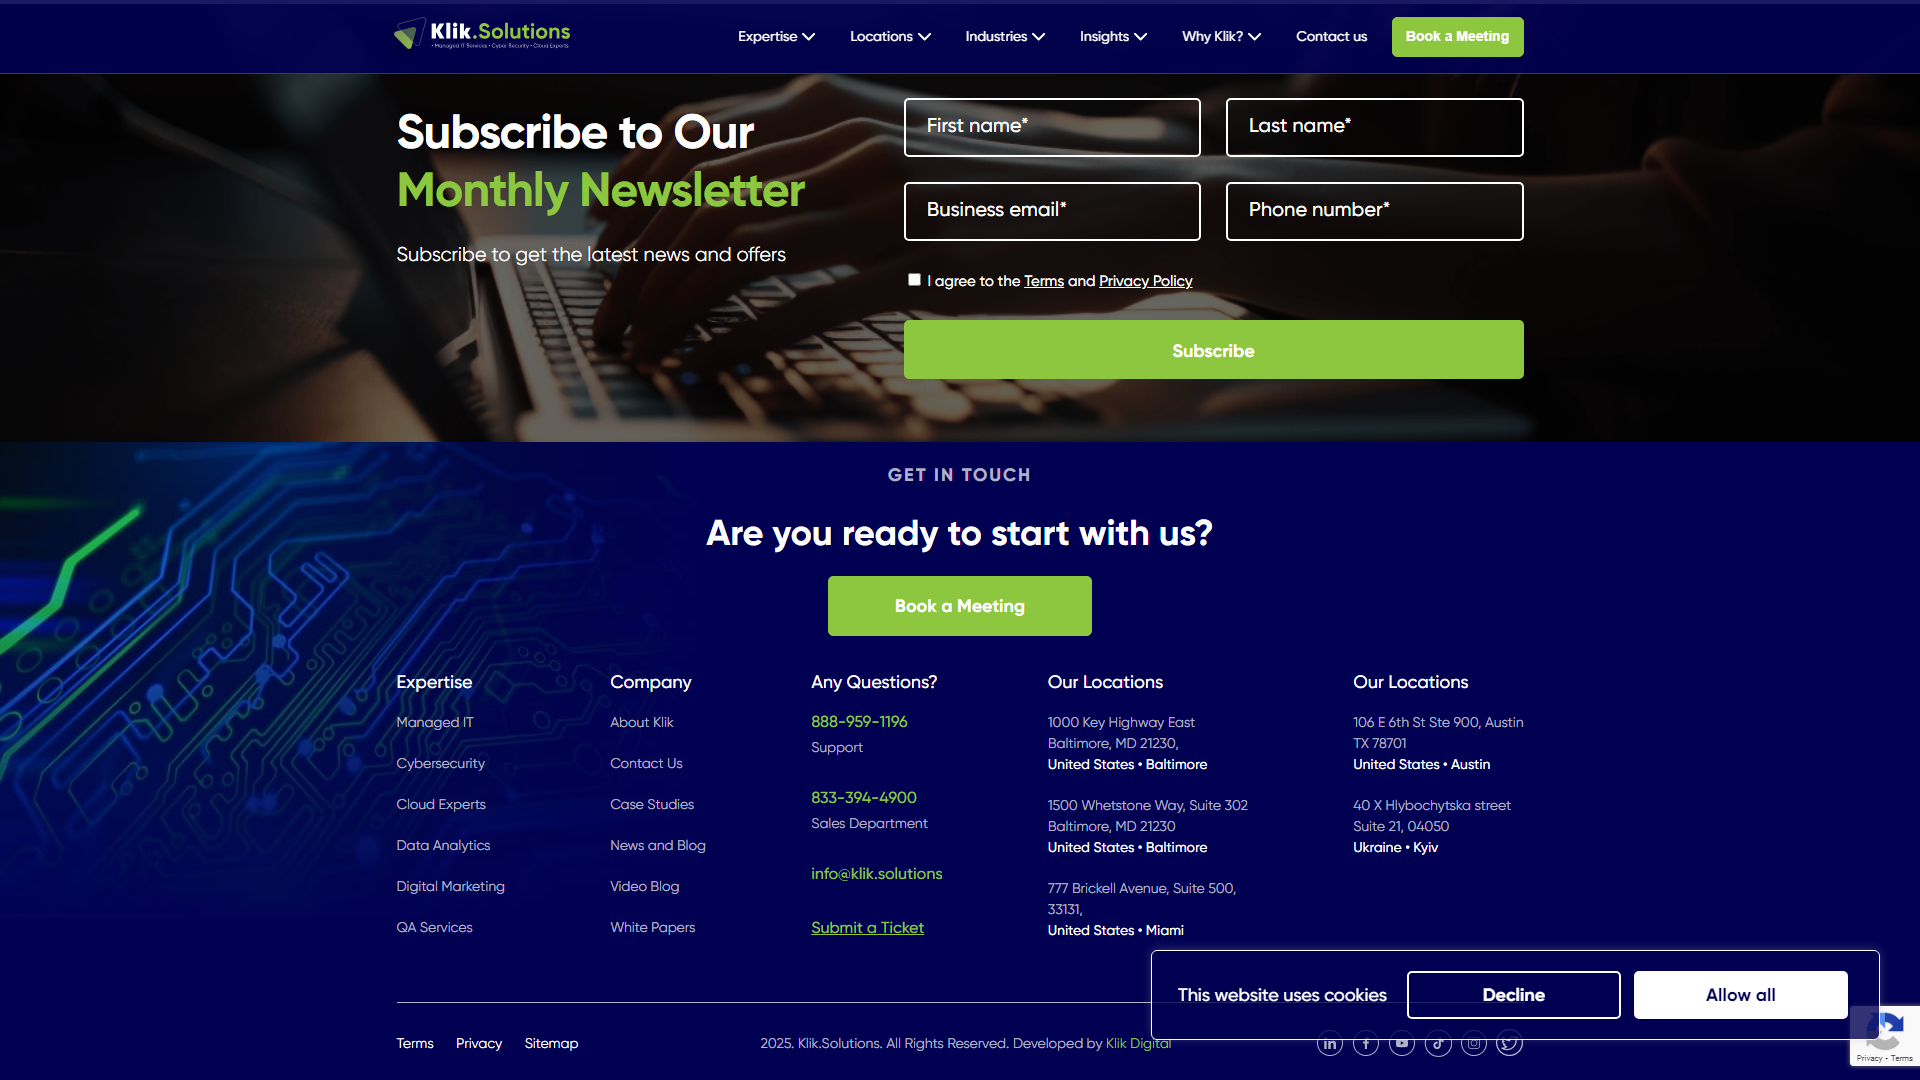 Klik.Solutions
• Managed IT Services • Cyber Security • Cloud Experts
Expertise
Locations
Industries
Insights
Why Klik?
Contact us
Book a Meeting
Subscribe to Our
Monthly Newsletter
Subscribe to get the latest news and offers
First name*
Last name*
Business email*
Phone number*
I agree to the Terms and Privacy Policy
Subscribe
GET IN TOUCH
Are you ready to start with us?
Book a Meeting
Expertise
Managed IT
Cybersecurity
Cloud Experts
Data Analytics
Digital Marketing
QA Services
Company
About Klik
Contact Us
Case Studies
News and Blog
Video Blog
White Papers
Any Questions?
888-959-1196
Support
833-394-4900
Sales Department
info@klik.solutions
Submit a Ticket
Our Locations
1000 Key Highway East
Baltimore, MD 21230,
United States • Baltimore
1500 Whetstone Way, Suite 302
Baltimore, MD 21230
United States • Baltimore
777 Brickell Avenue, Suite 500,
33131,
United States • Miami
Our Locations
106 E 6th St Ste 900, Austin
TX 78701
United States • Austin
40 X Hlybochytska street
Suite 21, 04050
Ukraine • Kyiv
This website uses cookies
Decline
Allow all
Terms
Privacy
Sitemap
2025. Klik.Solutions. All Rights Reserved. Developed by Klik Digital
Privacy - Terms